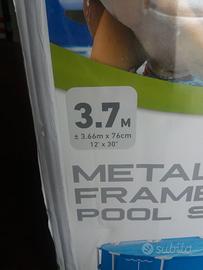 3.7 M
± 3.66m x 76cm
12' x 30"
METAL
FRAME
POOL S
subito